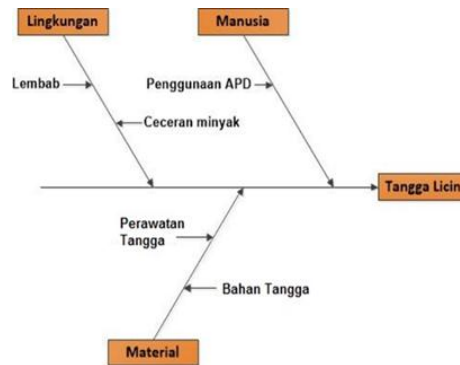 Lingkungan
Manusia
Lembab
Penggunaan APD
Ceceran minyak
Tangga Licin
Perawatan
Tangga
Bahan Tangga
Material